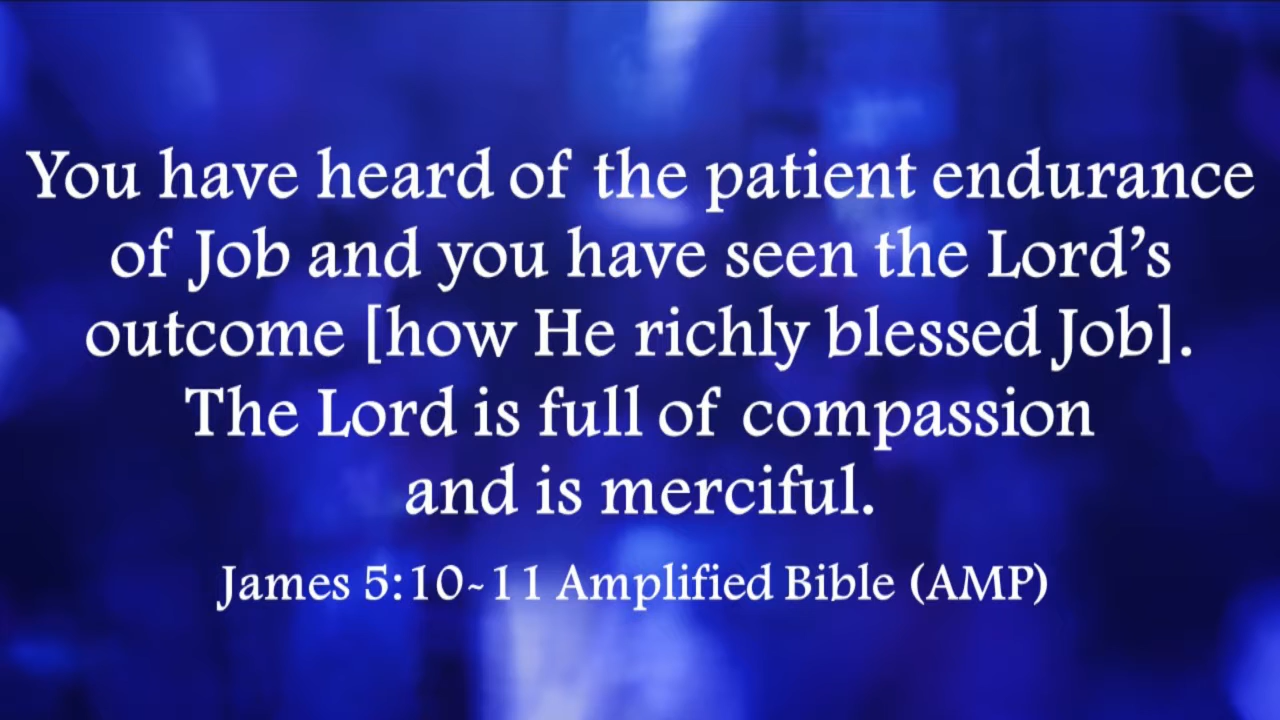 You have heard of the patient endurance
of Job and you have seen the Lord’s
outcome [how He richly blessed Job].
The Lord is full of compassion
and is merciful.
James 5:10~11 Amplified Bible (AMP)